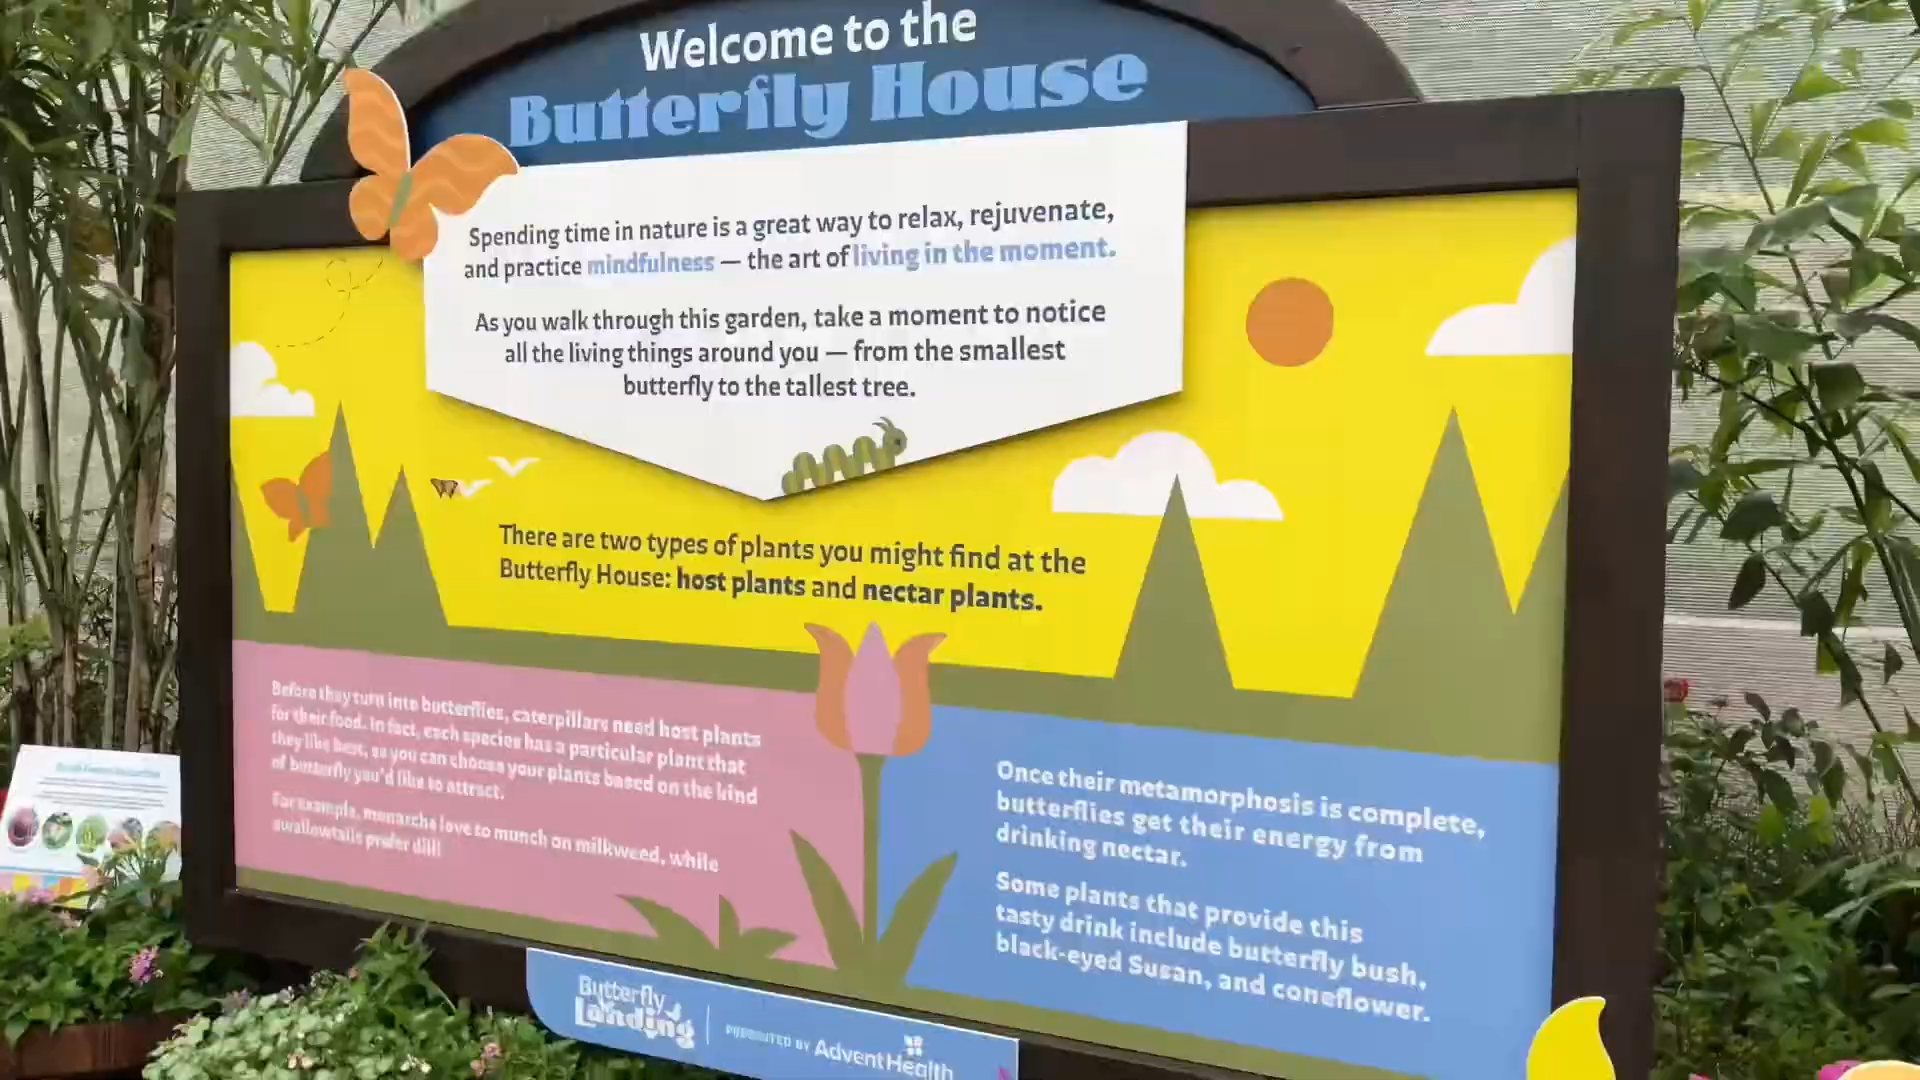 Welcome to the
Butterfly House
Spending time in nature is a great way to relax, rejuvenate,
and practice mindfulness — the art of living in the moment.
As you walk through this garden, take a moment to notice
all the living things around you — from the smallest
butterfly to the tallest tree.
There are two types of plants you might find at the
Butterfly House: host plants and nectar plants.
Before they turn into butterflies, caterpillars need host plants
for their food. In fact, each species has a particular plant that
they like best, so you can choose your plants based on the kind
of butterfly you'd like to attract.
For example, monarchs love to munch on milkweed, while
swallowtails prefer dill!
Once their metamorphosis is complete,
butterflies get their energy from
drinking nectar.
Some plants that provide this
tasty drink include butterfly bush,
black-eyed Susan, and coneflower.
Butterfly
Landing
PRESENTED BY AdventHealth